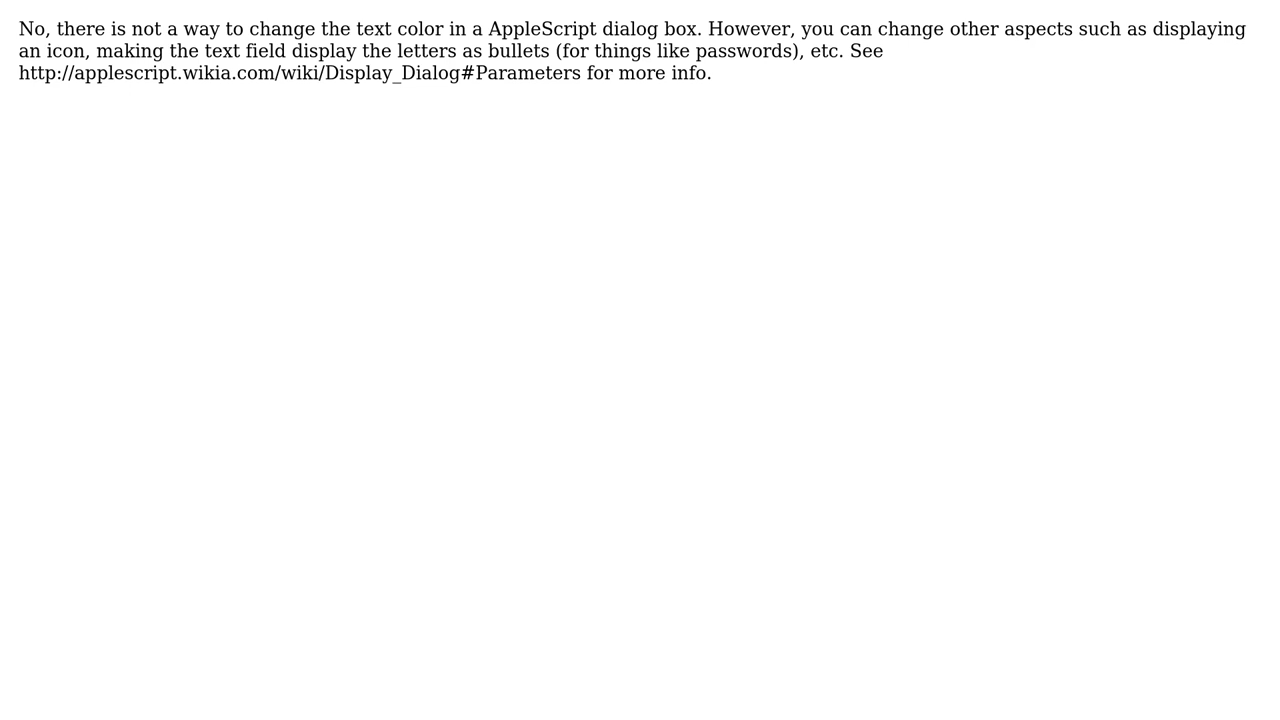 No, there is not a way to change the text color in a AppleScript dialog box. However, you can change other aspects such as displaying
an icon, making the text field display the letters as bullets (for things like passwords), etc. See
http://applescript.wikia.com/wiki/Display_Dialog#Parameters for more info.